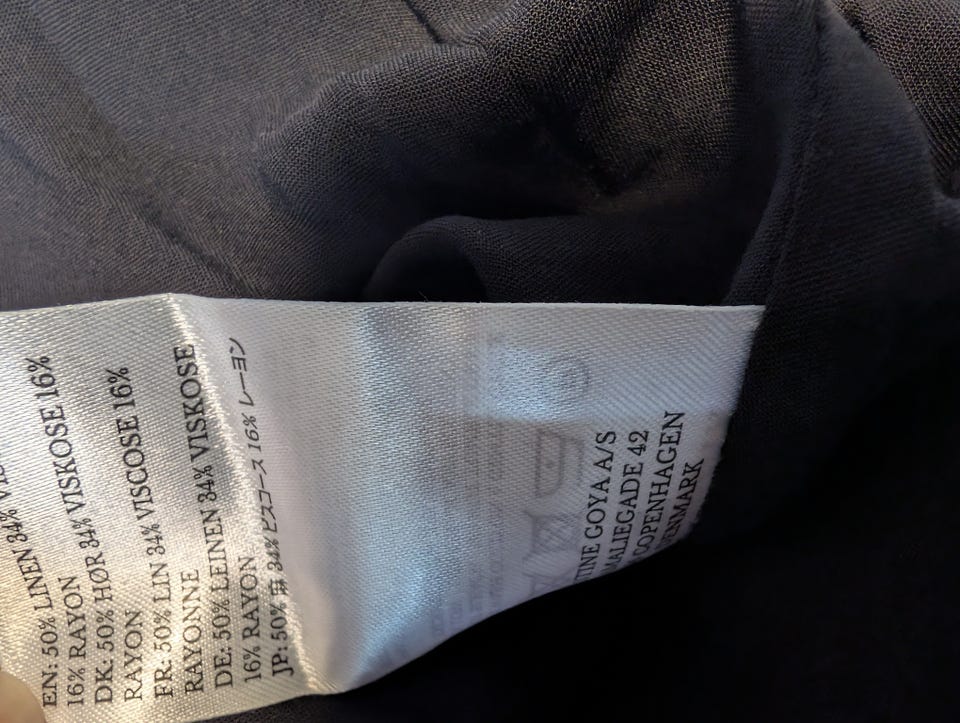 EN: 50% LINEN 34%
16% RAYON
DK: 50% HØR 34% VISKOSE 16%
RAYON
FR: 50% LIN 34% VISCOSE 16%
RAYONNE
DE: 50% LEINEN 34% VISKOSE
16% RAYON
JP: 50% 麻 34% ビスコース 16% レーヨン
TINE GOYA A/S
MALIEGADE 42
COPENHAGEN
DENMARK